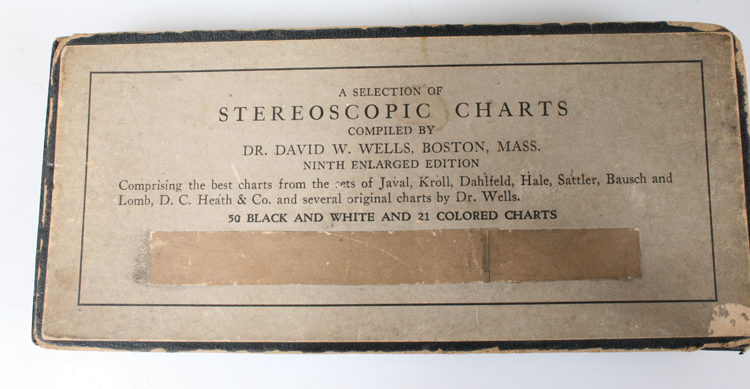 A SELECTION OF
STEREOSCOPIC CHARTS
COMPILED BY
DR. DAVID W. WELLS, BOSTON, MASS.
NINTH ENLARGED EDITION
Comprising the best charts from the sets of Javal, Kroll, Dahlfeld, Hale, Sattler, Bausch and
Lomb, D. C. Heath & Co. and several original charts by Dr. Wells.
50 BLACK AND WHITE AND 21 COLORED CHARTS